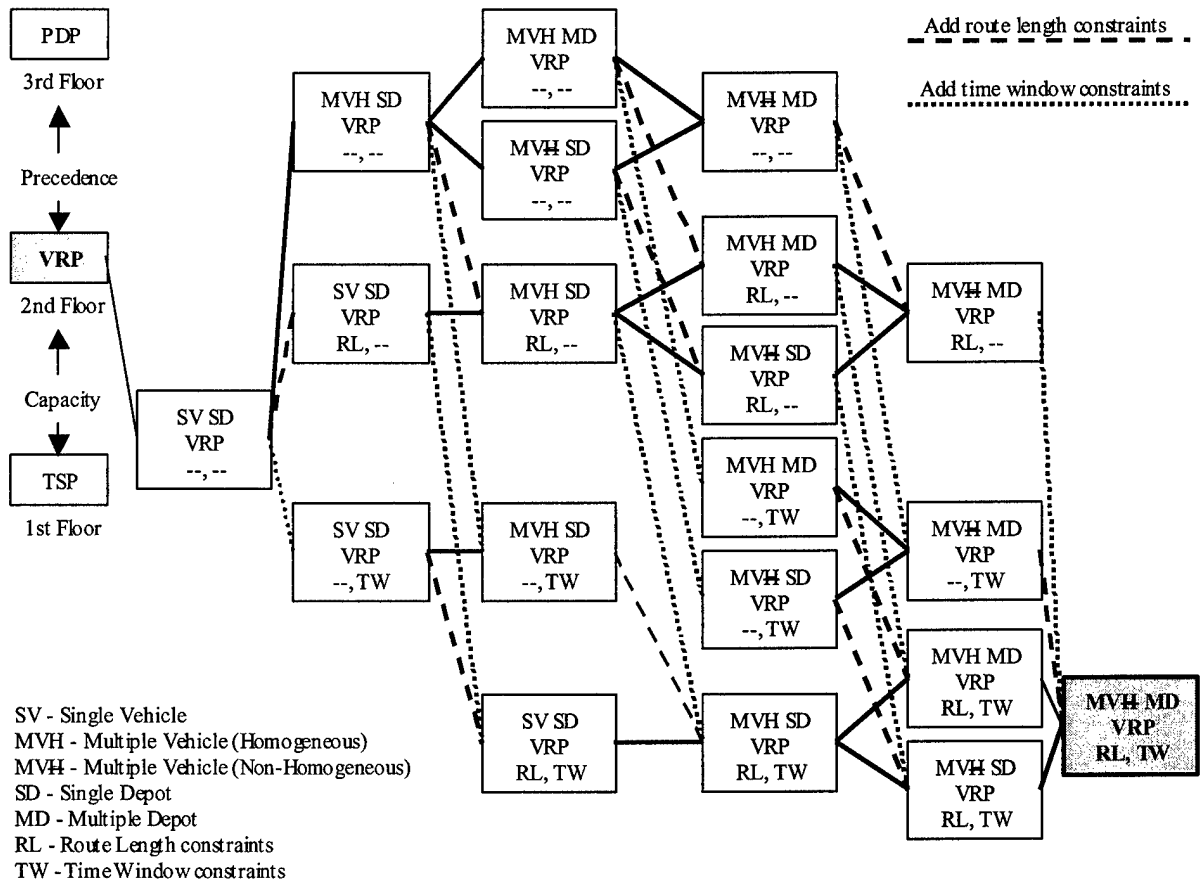 PDP
3rd Floor
Precedence
VRP
2nd Floor
Capacity
TSP
1st Floor
SV SD
VRP
--, --
MVH SD
VRP
--, --
SV SD
VRP
RL, --
SV SD
VRP
--, TW
MVH MD
VRP
--, --
MVH̶ SD
VRP
--, --
MVH SD
VRP
RL, --
MVH SD
VRP
--, TW
SV SD
VRP
RL, TW
MVH̶ MD
VRP
--, --
MVH MD
VRP
RL, --
MVH̶ SD
VRP
RL, --
MVH MD
VRP
--, TW
MVH̶ SD
VRP
--, TW
MVH SD
VRP
RL, TW
Add route length constraints
Add time window constraints
MVH̶ MD
VRP
RL, --
MVH̶ MD
VRP
--, TW
MVH MD
VRP
RL, TW
MVH̶ SD
VRP
RL, TW
MVH̶ MD
VRP
RL, TW
SV - Single Vehicle
MVH - Multiple Vehicle (Homogeneous)
MVH̶ - Multiple Vehicle (Non-Homogeneous)
SD - Single Depot
MD - Multiple Depot
RL - Route Length constraints
TW - Time Window constraints